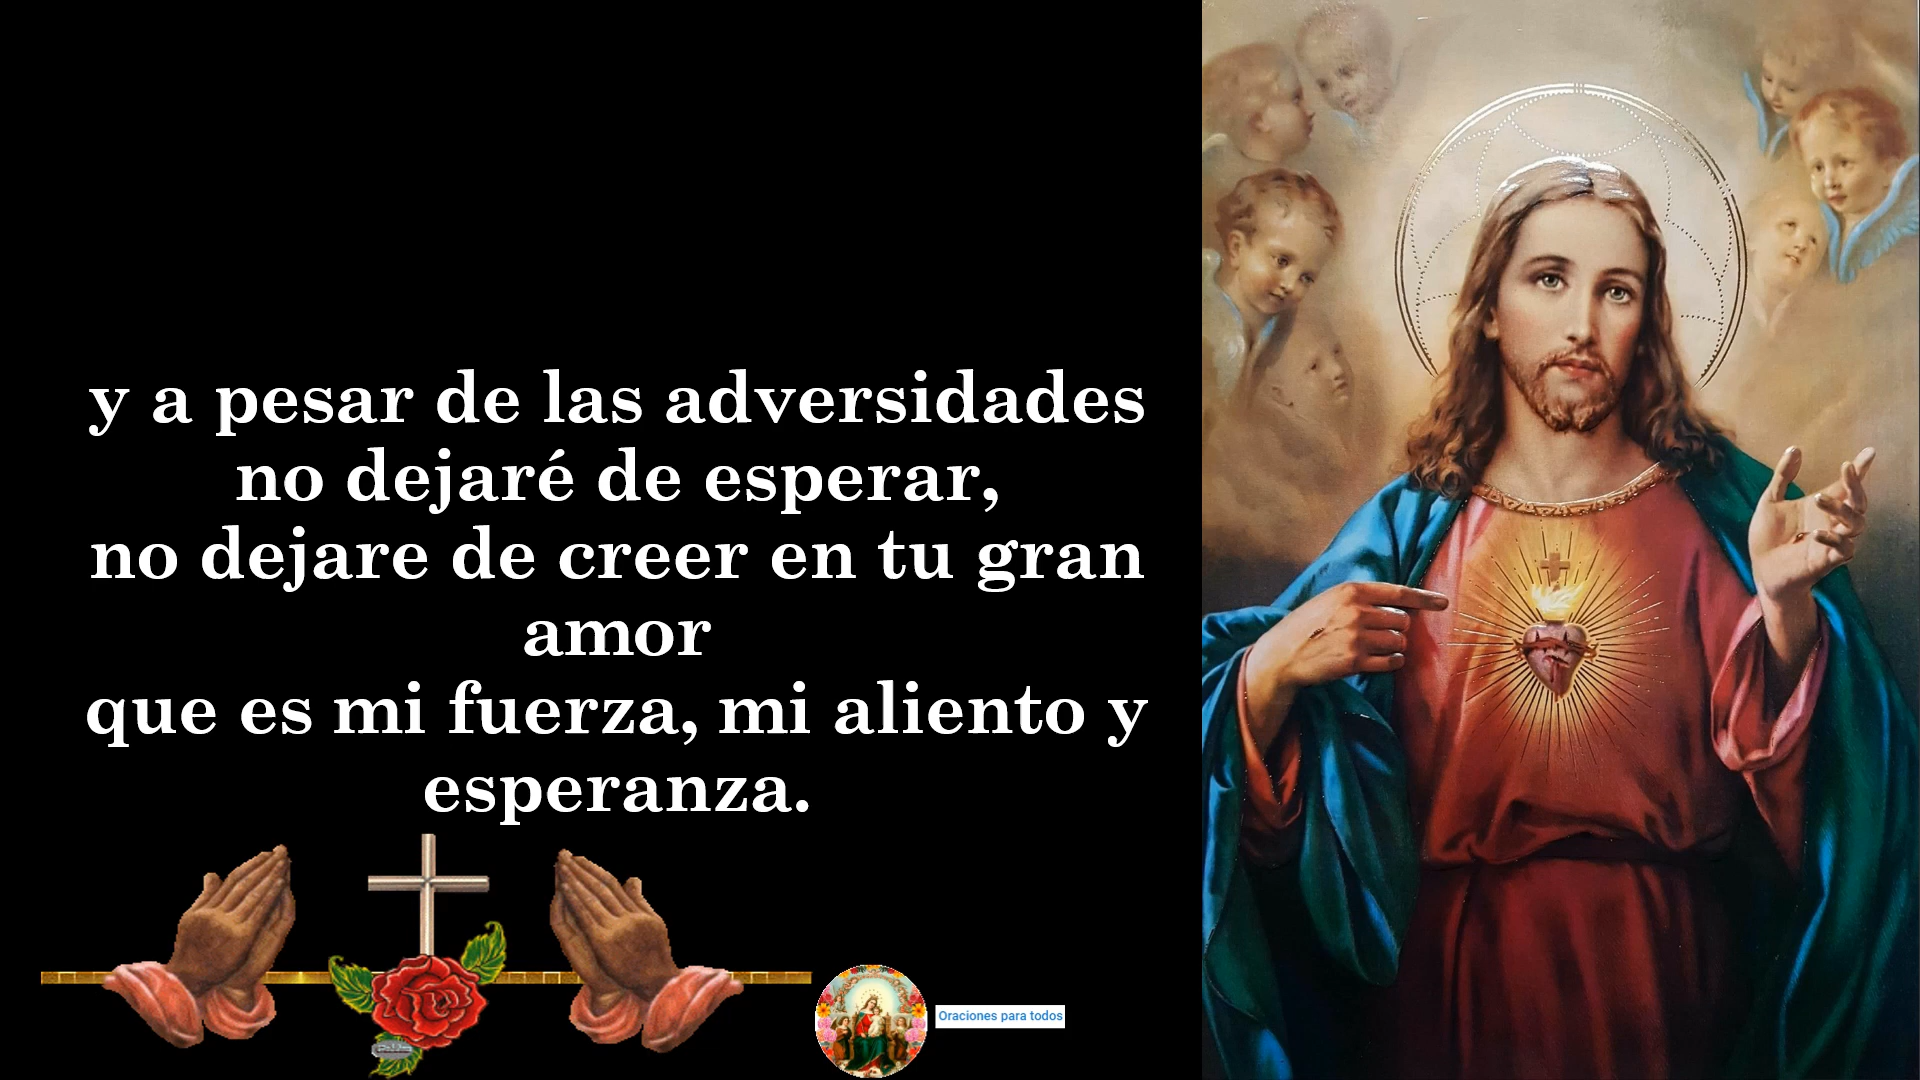 y a pesar de las adversidades
no dejaré de esperar,
no dejare de creer en tu gran
amor
que es mi fuerza, mi aliento y
esperanza.
Oraciones para todos